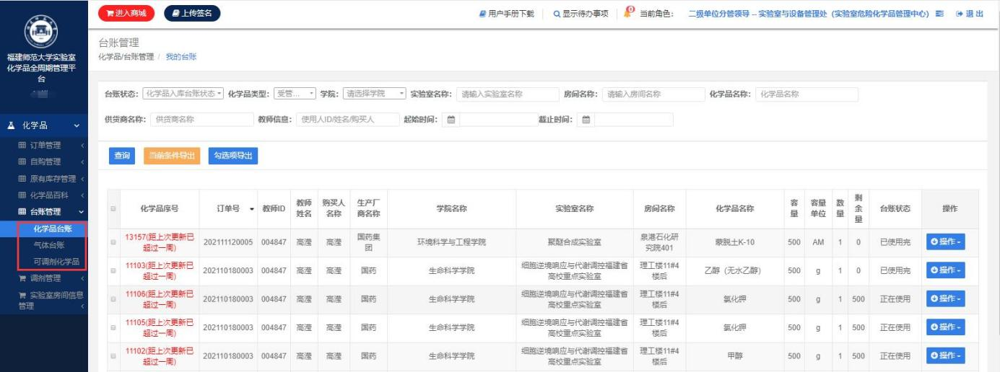 进入商城 上传签名 用户手册下载 显示待办事项 0 当前角色： 二级单位分管领导 -- 实验室与设备管理处（实验室危险化学品管理中心） 退 出
福建师范大学实验室
化学品全周期管理平
台
化学品
订单管理
自购管理
原有库存管理
化学品百科
台账管理
化学品台账
气体台账
可调剂化学品
调剂管理
实验室房间信息
管理
台账管理
化学品/台账管理 / 我的台账
台账状态： 化学品入库台账状态 化学品类型： 受管... 学院： 请选择学院 实验室名称： 请输入实验室名称 房间名称： 请输入房间名称 化学品名称： 化学品名称
供货商名称： 供货商名称 教师信息： 使用人ID/姓名/购买人 起始时间： 截止时间：
查询 当前条件导出 勾选项导出
化学品序号 订单号 教师ID 教师姓名 购买人名称 生产厂商名称 学院名称 实验室名称 房间名称 化学品名称 容量 容量单位 数量 剩余量 台账状态 操作
13157(距上次更新已超过一周) 202111120005 004847 高滢 高滢 国药集团 环境科学与工程学院 聚醚合成实验室 泉港石化研究院401 蒙脱土K-10 500 AM 1 0 已使用完 操作
11103(距上次更新已超过一周) 202110180003 004847 高滢 高滢 国药 生命科学学院 细胞逆境响应与代谢调控福建省高校重点实验室 理工楼11#4楼后 乙醇（无水乙醇） 500 g 1 0 已使用完 操作
11106(距上次更新已超过一周) 202110180003 004847 高滢 高滢 国药 生命科学学院 细胞逆境响应与代谢调控福建省高校重点实验室 理工楼11#4楼后 氯化钾 500 g 1 500 正在使用 操作
11105(距上次更新已超过一周) 202110180003 004847 高滢 高滢 国药 生命科学学院 细胞逆境响应与代谢调控福建省高校重点实验室 理工楼11#4楼后 氯化钾 500 g 1 500 正在使用 操作
11102(距上次更新已超过一周) 202110180003 004847 高滢 高滢 国药 生命科学学院 细胞逆境响应与代谢调控福建省高校重点实验室 理工楼11#4楼后 甲醇 500 g 1 500 正在使用 操作